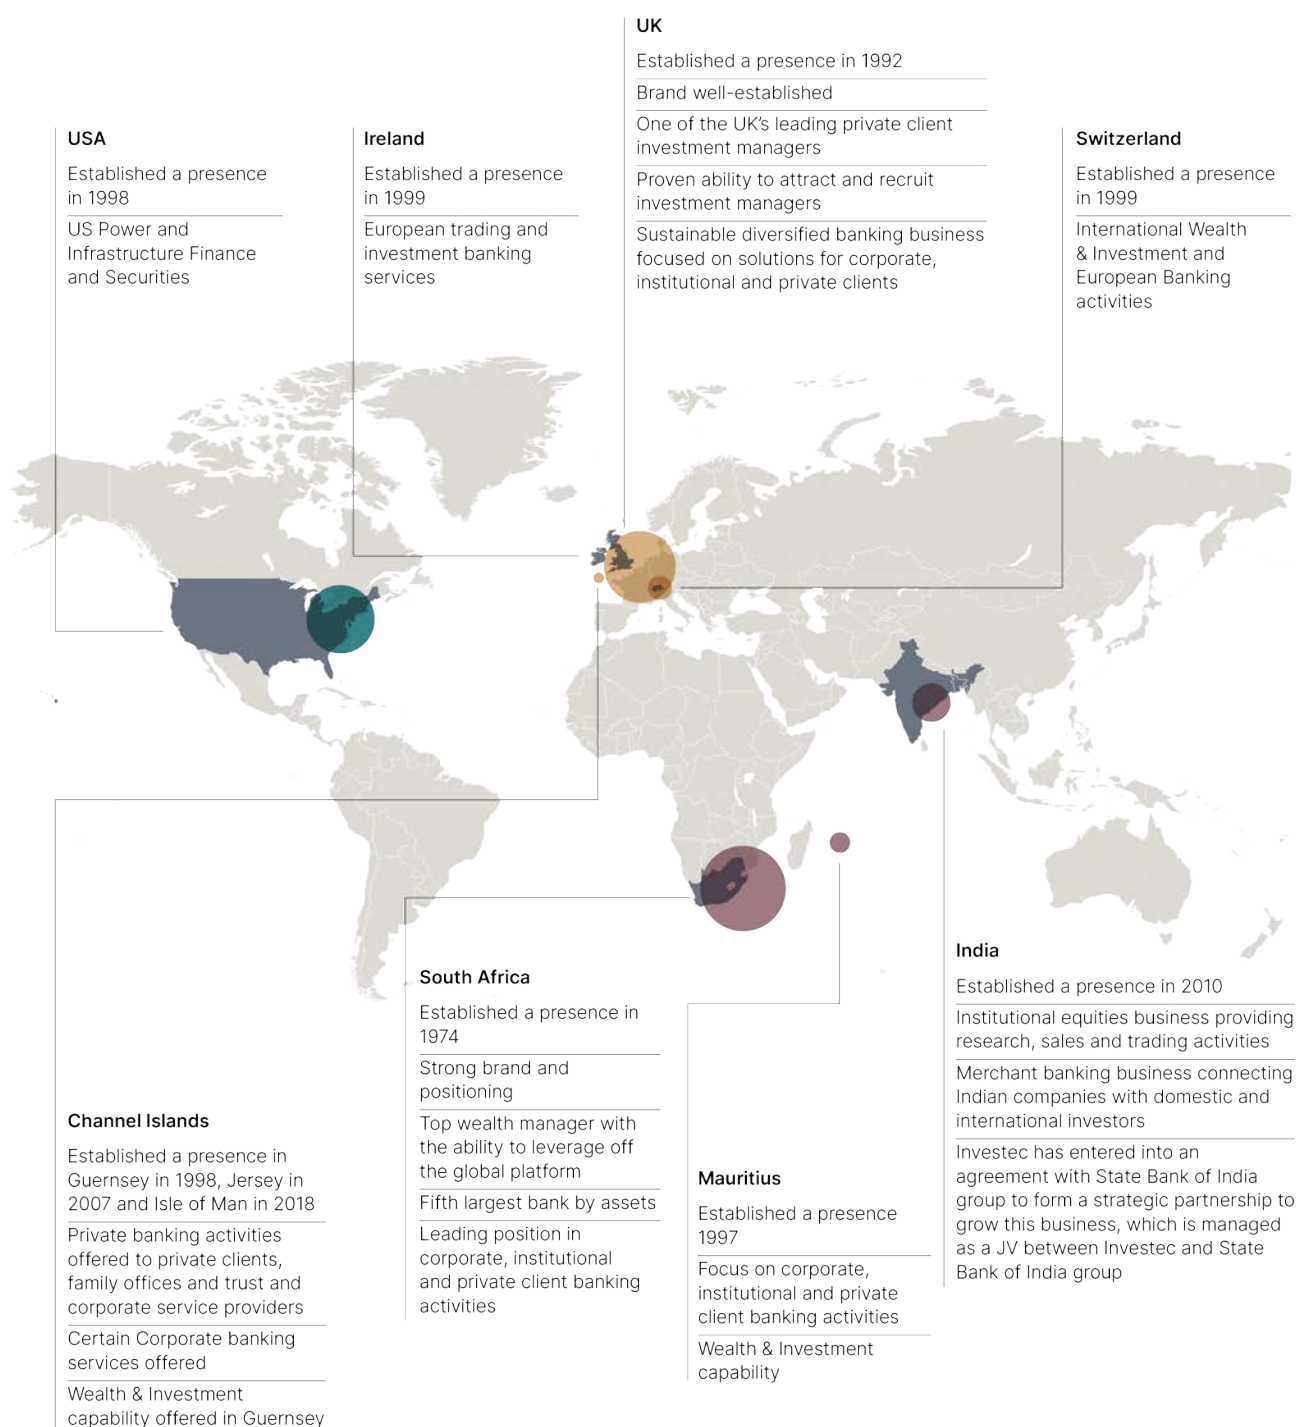 UK
Established a presence in 1992
Brand well-established
One of the UK's leading private client
investment managers
Proven ability to attract and recruit
investment managers
Sustainable diversified banking business
focused on solutions for corporate,
institutional and private clients
USA
Established a presence
in 1998
US Power and
Infrastructure Finance
and Securities
Ireland
Established a presence
in 1999
European trading and
investment banking
services
Switzerland
Established a presence
in 1999
International Wealth
& Investment and
European Banking
activities
Channel Islands
Established a presence in
Guernsey in 1998, Jersey in
2007 and Isle of Man in 2018
Private banking activities
offered to private clients,
family offices and trust and
corporate service providers
Certain Corporate banking
services offered
Wealth & Investment
capability offered in Guernsey
South Africa
Established a presence in
1974
Strong brand and
positioning
Top wealth manager with
the ability to leverage off
the global platform
Fifth largest bank by assets
Leading position in
corporate, institutional
and private client banking
activities
Mauritius
Established a presence
1997
Focus on corporate,
institutional and private
client banking activities
Wealth & Investment
capability
India
Established a presence in 2010
Institutional equities business providing
research, sales and trading activities
Merchant banking business connecting
Indian companies with domestic and
international investors
Investec has entered into an
agreement with State Bank of India
group to form a strategic partnership to
grow this business, which is managed
as a JV between Investec and State
Bank of India group